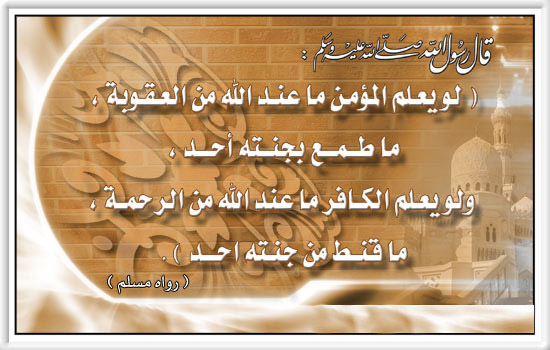 قال رسول الله صلى الله عليه وسلم :
( لو يعلم المؤمن ما عند الله من العقوبة ،
ما طمع بجنته أحد ،
ولو يعلم الكافر ما عند الله من الرحمة ،
ما قنط من جنته احد ) .
( رواه مسلم )